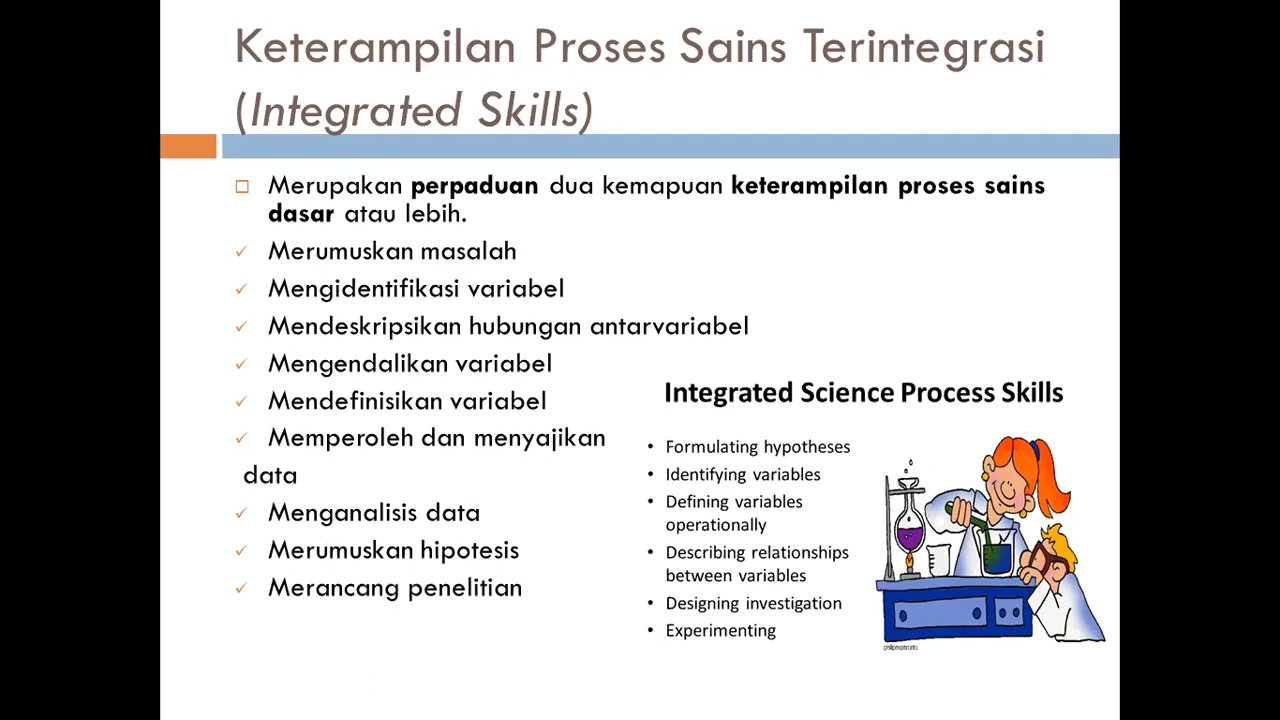 Keterampilan Proses Sains Terintegrasi
(Integrated Skills)
Merupakan perpaduan dua kemapuan keterampilan proses sains
dasar atau lebih.
Merumuskan masalah
Mengidentifikasi variabel
Mendeskripsikan hubungan antarvariabel
Mengendalikan variabel
Mendefinisikan variabel
Memperoleh dan menyajikan
data
Menganalisis data
Merumuskan hipotesis
Merancang penelitian
Integrated Science Process Skills
• Formulating hypotheses
• Identifying variables
• Defining variables
operationally
• Describing relationships
between variables
• Designing investigation
• Experimenting
philipmartin.info